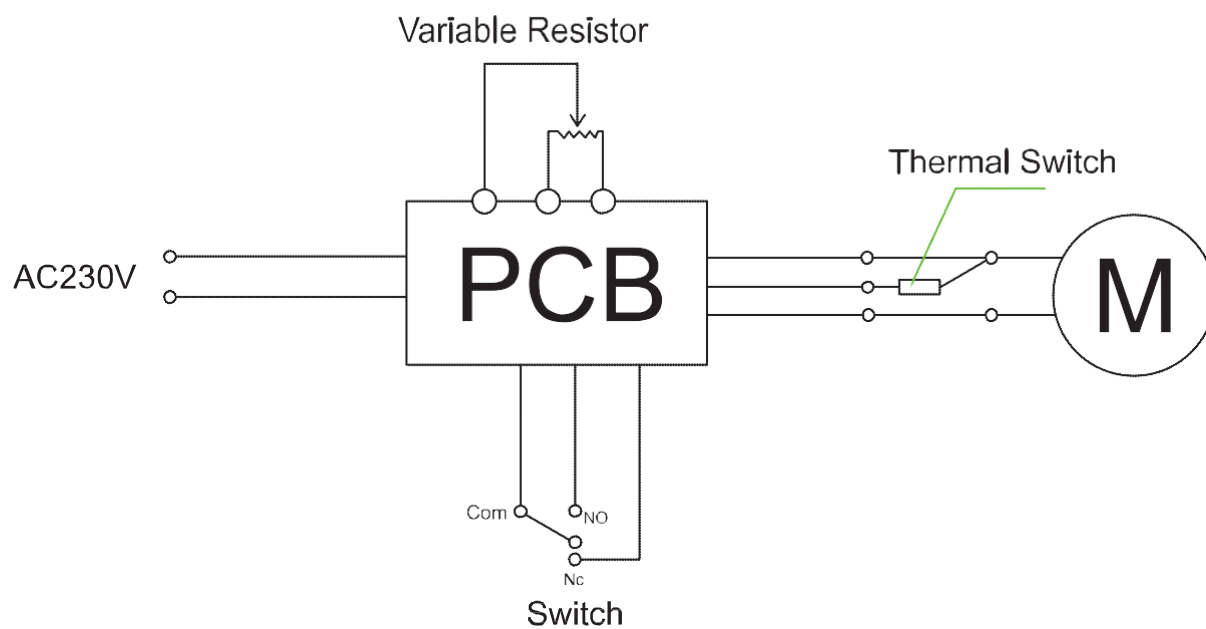 Variable Resistor
Thermal Switch
AC230V
PCB
M
Com
NO
Nc
Switch